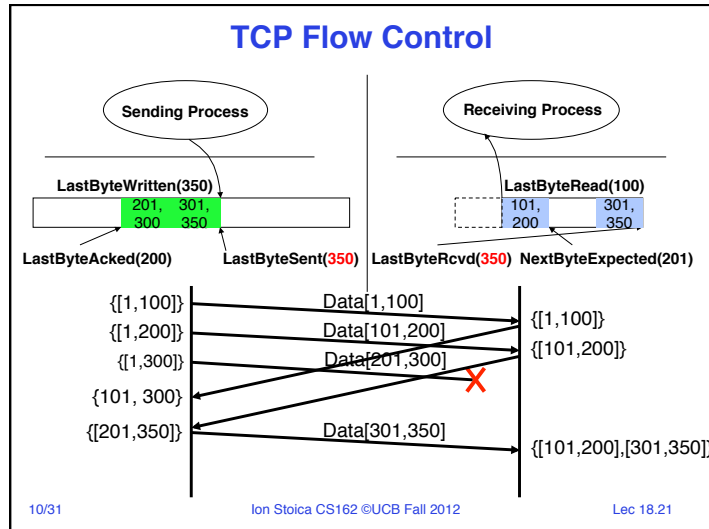 TCP Flow Control
Sending Process
Receiving Process
LastByteWritten(350)
LastByteRead(100)
201, 300
301, 350
101, 200
301, 350
LastByteAcked(200)
LastByteSent(350)
LastByteRcvd(350)
NextByteExpected(201)
{[1,100]}
Data[1,100]
{[1,100]}
{[1,200]}
Data[101,200]
{[101,200]}
{[1,300]}
Data[201,300]
{101, 300}
{[201,350]}
Data[301,350]
{[101,200],[301,350]}
10/31
Ion Stoica CS162 ©UCB Fall 2012
Lec 18.21